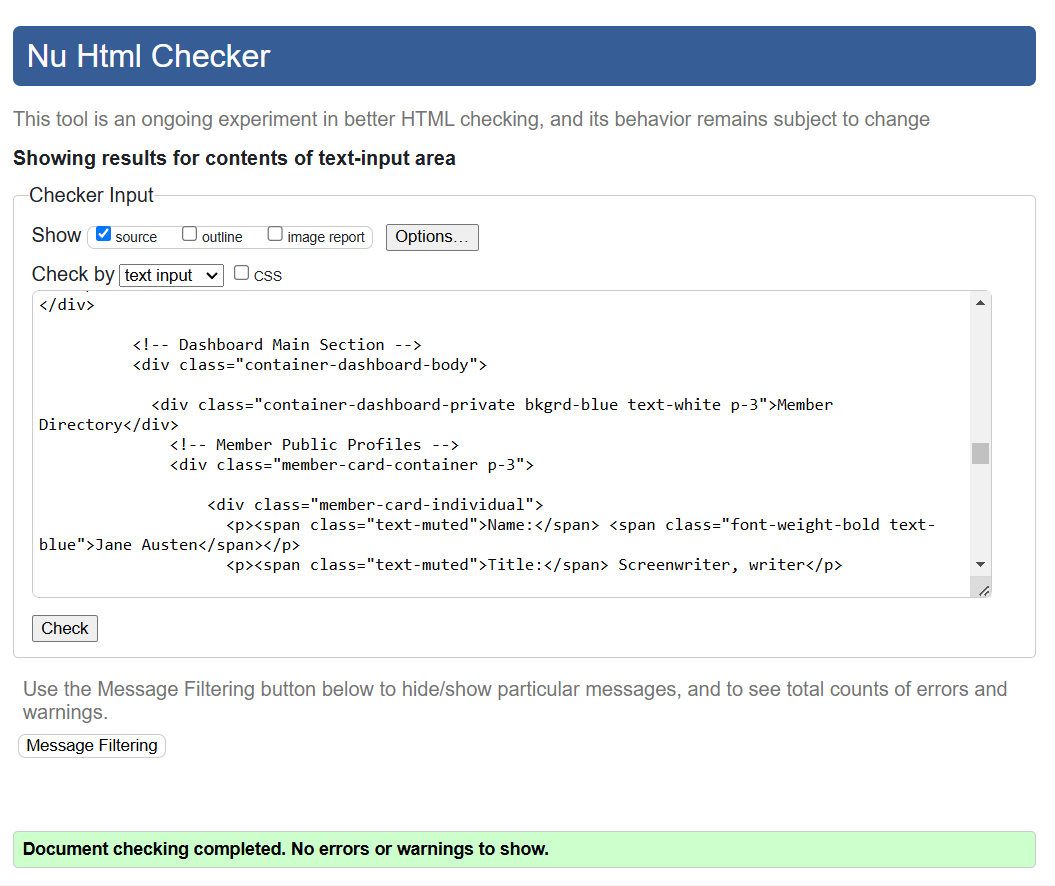 Nu Html Checker
This tool is an ongoing experiment in better HTML checking, and its behavior remains subject to change
Showing results for contents of text-input area
Checker Input
Show source outline image report Options...
Check by text input CSS
</div>
<!-- Dashboard Main Section -->
<div class="container-dashboard-body">
<div class="container-dashboard-private bkgrd-blue text-white p-3">Member
Directory</div>
<!-- Member Public Profiles -->
<div class="member-card-container p-3">
<div class="member-card-individual">
<p><span class="text-muted">Name:</span> <span class="font-weight-bold text-
blue">Jane Austen</span></p>
<p><span class="text-muted">Title:</span> Screenwriter, writer</p>
Check
Use the Message Filtering button below to hide/show particular messages, and to see total counts of errors and
warnings.
Message Filtering
Document checking completed. No errors or warnings to show.